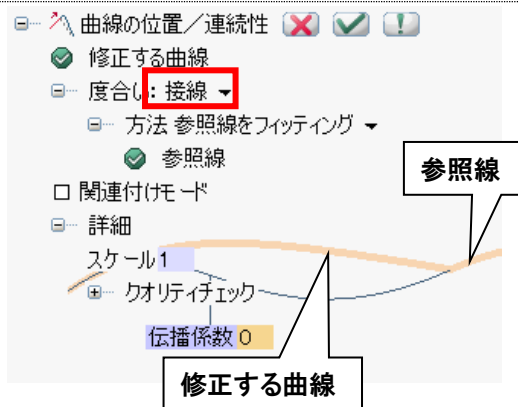 曲線の位置／連続性
修正する曲線
度合い: 接線
方法 参照線をフィッティング
参照線
参照線
関連付けモード
詳細
スケール 1
クオリティチェック
伝播係数 0
修正する曲線